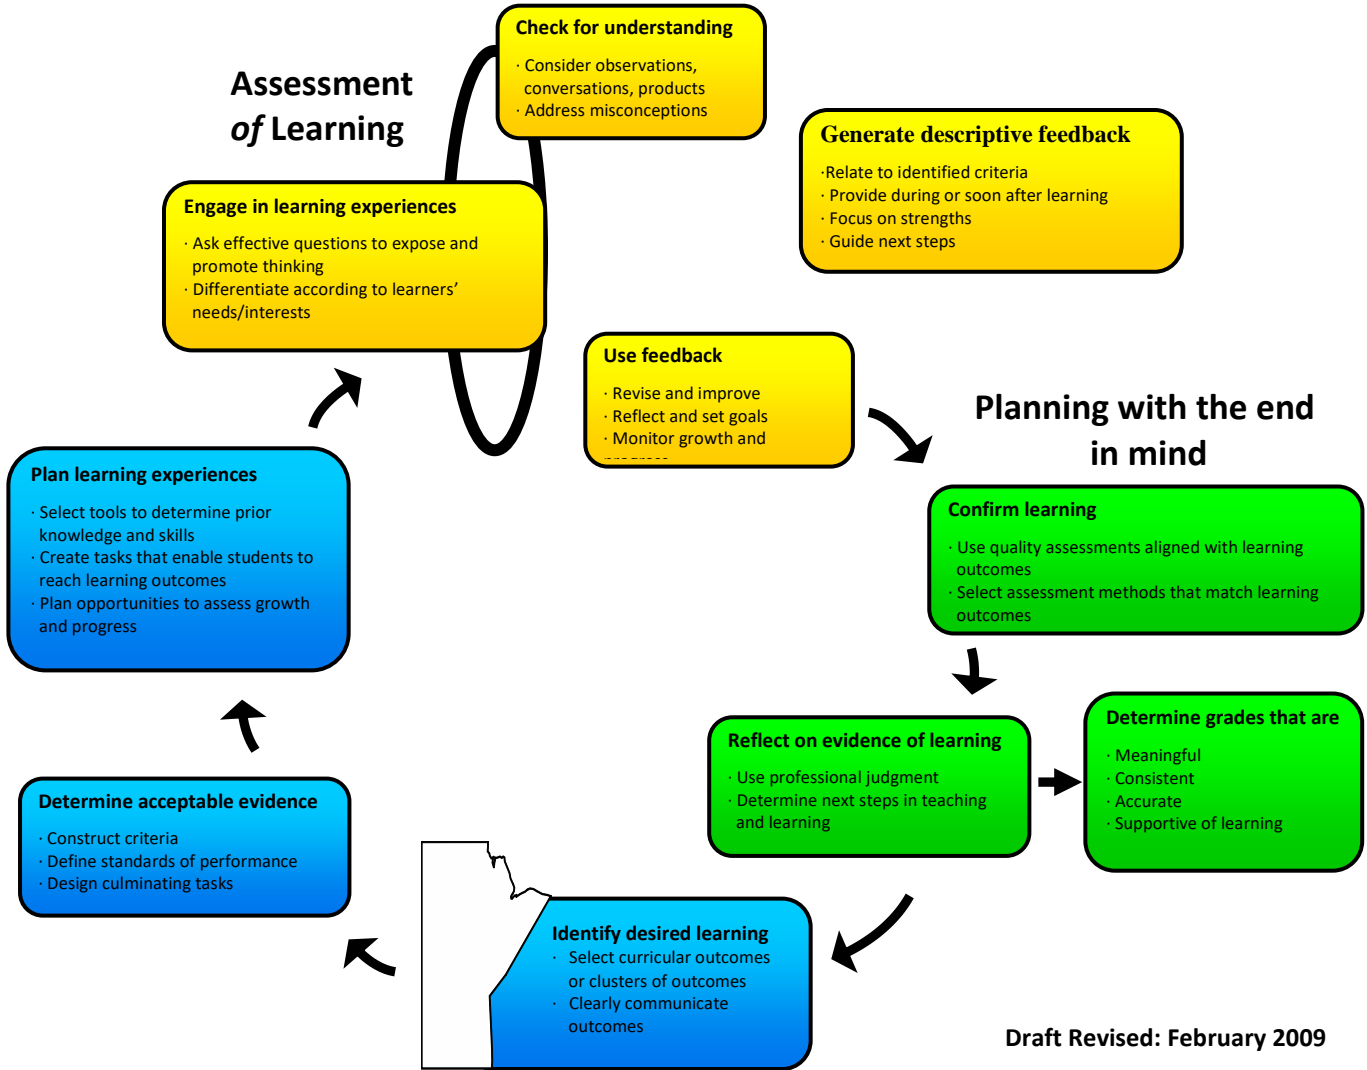 Check for understanding
· Consider observations,
conversations, products
· Address misconceptions
Assessment
of Learning
Generate descriptive feedback
·Relate to identified criteria
· Provide during or soon after learning
· Focus on strengths
· Guide next steps
Engage in learning experiences
· Ask effective questions to expose and
promote thinking
· Differentiate according to learners’
needs/interests
Use feedback
· Revise and improve
· Reflect and set goals
· Monitor growth and
Planning with the end
in mind
Plan learning experiences
· Select tools to determine prior
knowledge and skills
· Create tasks that enable students to
reach learning outcomes
· Plan opportunities to assess growth
and progress
Confirm learning
· Use quality assessments aligned with learning
outcomes
· Select assessment methods that match learning
outcomes
Reflect on evidence of learning
· Use professional judgment
· Determine next steps in teaching
and learning
Determine grades that are
· Meaningful
· Consistent
· Accurate
· Supportive of learning
Determine acceptable evidence
· Construct criteria
· Define standards of performance
· Design culminating tasks
Identify desired learning
· Select curricular outcomes
or clusters of outcomes
· Clearly communicate
outcomes
Draft Revised: February 2009